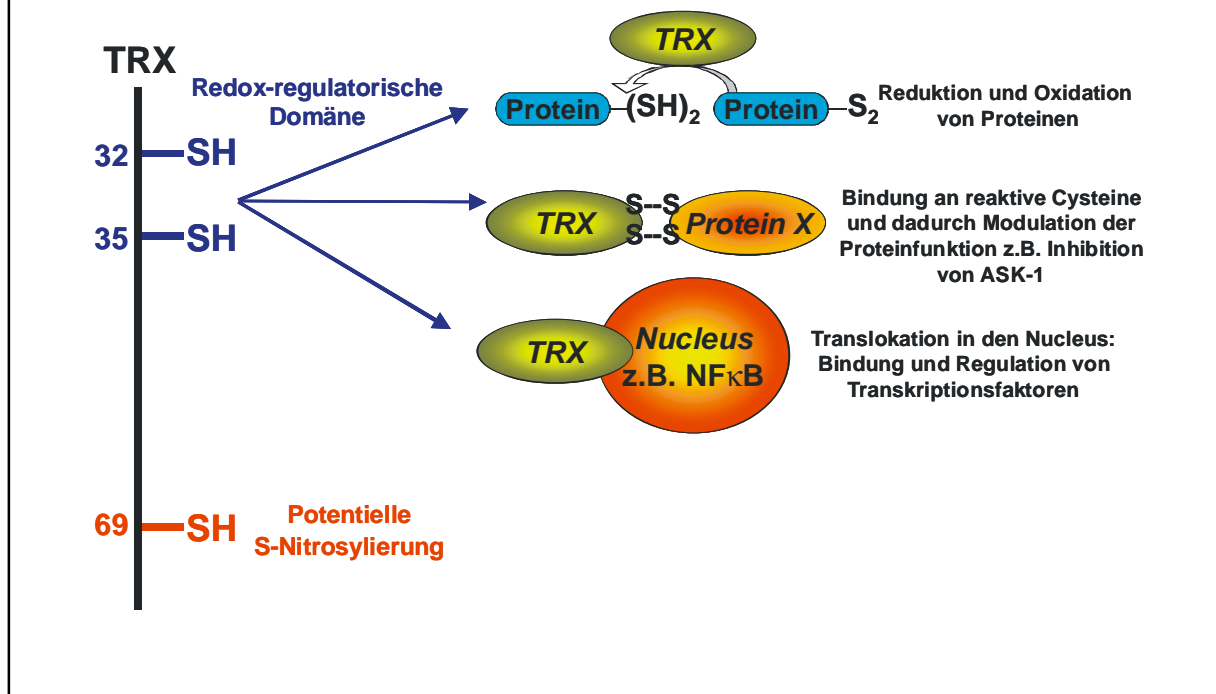 TRX
Redox-regulatorische
Domäne
32 SH
35 SH
69 SH
Potentielle
S-Nitrosylierung
TRX
Protein (SH)₂ Protein S₂
Reduktion und Oxidation
von Proteinen
TRX S--S Protein X
S--S
Bindung an reaktive Cysteine
und dadurch Modulation der
Proteinfunktion z.B. Inhibition
von ASK-1
TRX Nucleus
z.B. NFκB
Translokation in den Nucleus:
Bindung und Regulation von
Transkriptionsfaktoren